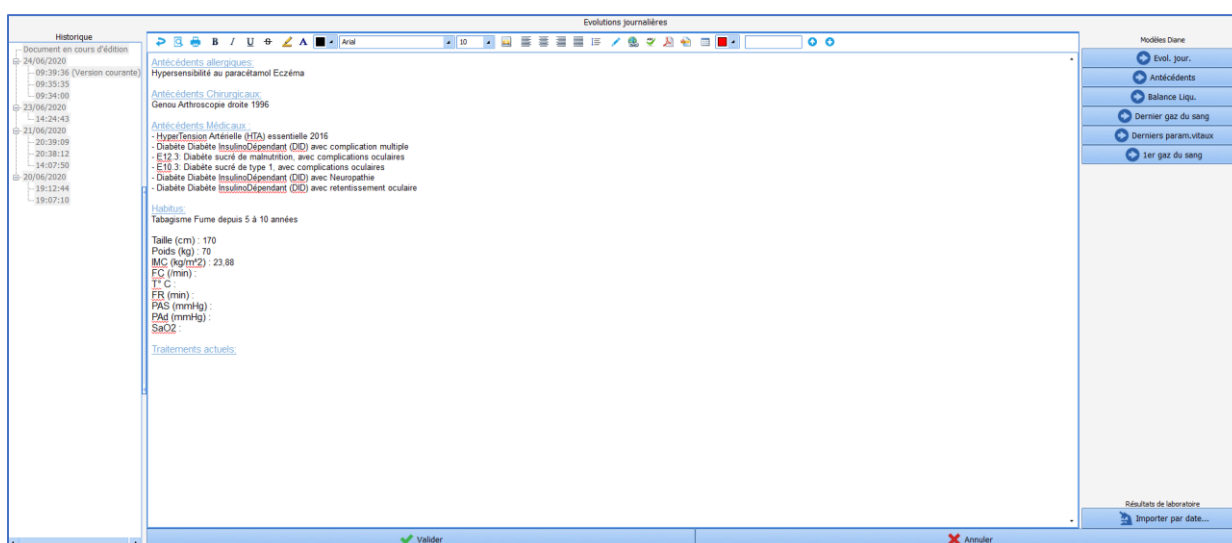 Evolutions journalières
Historique
Document en cours d'édition
24/06/2020
09:39:36 (Version courante)
09:35:35
09:34:00
23/06/2020
14:24:43
21/06/2020
20:39:09
20:38:12
14:07:50
20/06/2020
19:12:44
19:07:10
B I U S A Arial 10
Antécédents allergiques:
Hypersensibilité au paracétamol Eczéma
Antécédents Chirurgicaux:
Genou Arthroscopie droite 1996
Antécédents Médicaux :
- HyperTension Artérielle (HTA) essentielle 2016
- Diabète Diabète InsulinoDépendant (DID) avec complication multiple
- E12.3: Diabète sucré de malnutrition, avec complications oculaires
- E10.3: Diabète sucré de type 1, avec complications oculaires
- Diabète Diabète InsulinoDépendant (DID) avec Neuropathie
- Diabète Diabète InsulinoDépendant (DID) avec retentissement oculaire
Habitus:
Tabagisme Fume depuis 5 à 10 années
Taille (cm) : 170
Poids (kg) : 70
IMC (kg/m^2) : 23,88
FC (/min) :
T° C :
FR (min) :
PAS (mmHg) :
PAd (mmHg) :
SaO2 :
Traitements actuels:
Modèles Diane
Evol. jour.
Antécédents
Balance Liqu.
Dernier gaz du sang
Derniers param.vitaux
1er gaz du sang
Résultats de laboratoire
Importer par date...
Valider
Annuler